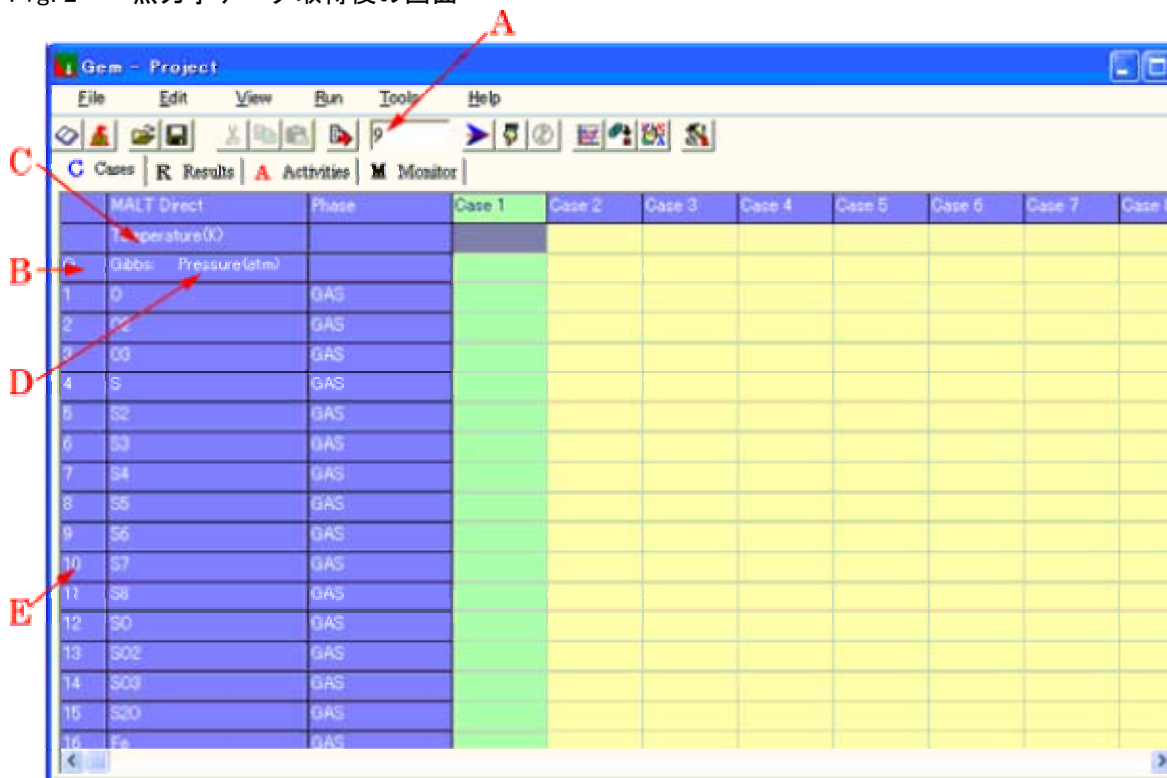 A
Gem - Project
File Edit View Run Tools Help
9
C
C Cases R Results A Activities M Monitor
MALT Direct Phase Case 1 Case 2 Case 3 Case 4 Case 5 Case 6 Case 7 Case
Temperature(K)
B
Gibbs: Pressure(atm)
1 O GAS
2 O2 GAS
3 O3 GAS
D
4 S GAS
5 S2 GAS
6 S3 GAS
7 S4 GAS
8 S5 GAS
9 S6 GAS
10 S7 GAS
E
11 S8 GAS
12 SO GAS
13 SO2 GAS
14 SO3 GAS
15 S2O GAS
16 Fe GAS